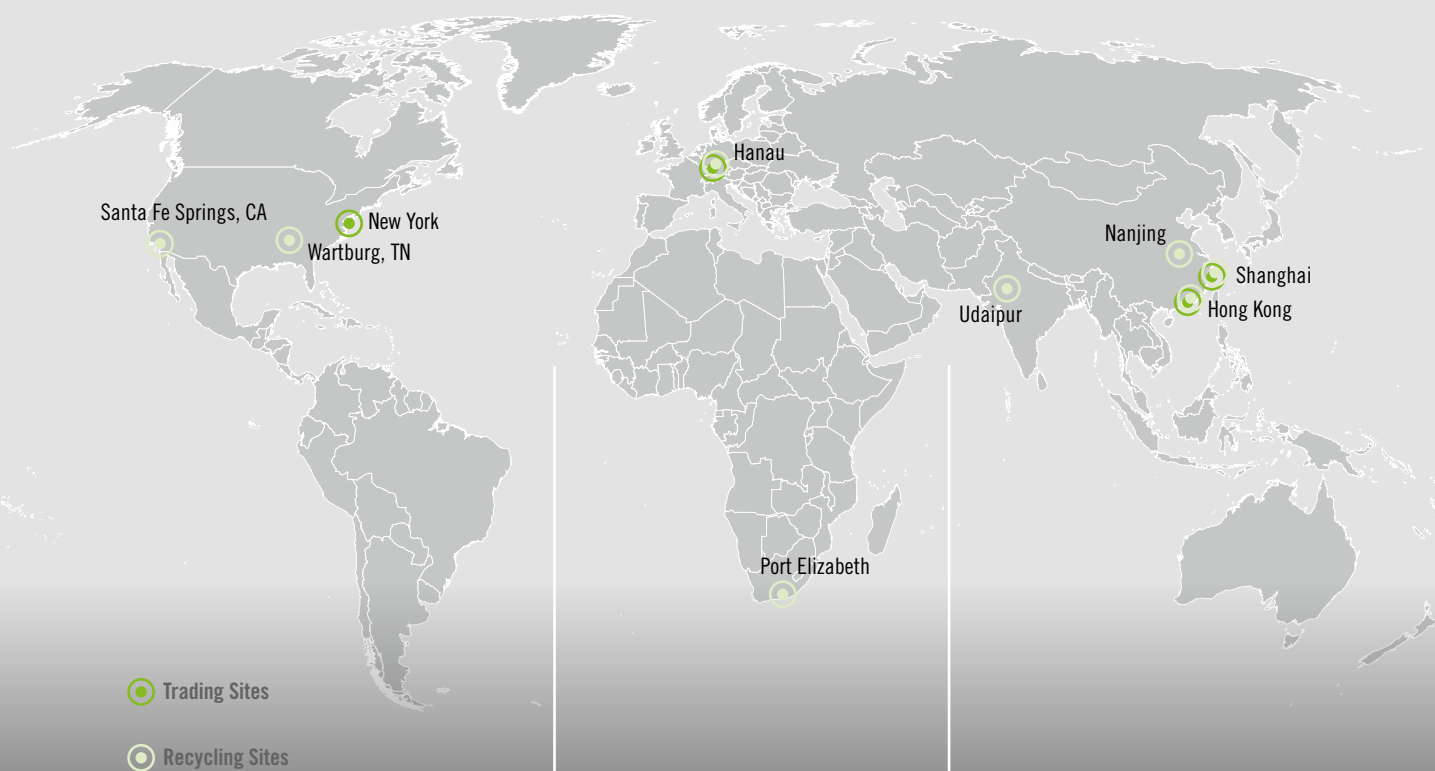 Hanau
Santa Fe Springs, CA
New York
Wartburg, TN
Nanjing
Shanghai
Udaipur
Hong Kong
Port Elizabeth
Trading Sites
Recycling Sites